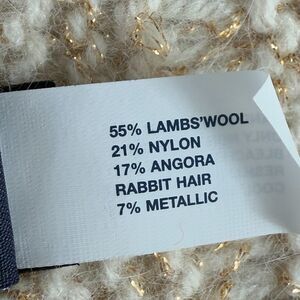 55% LAMBS'WOOL
21% NYLON
17% ANGORA
RABBIT HAIR
7% METALLIC